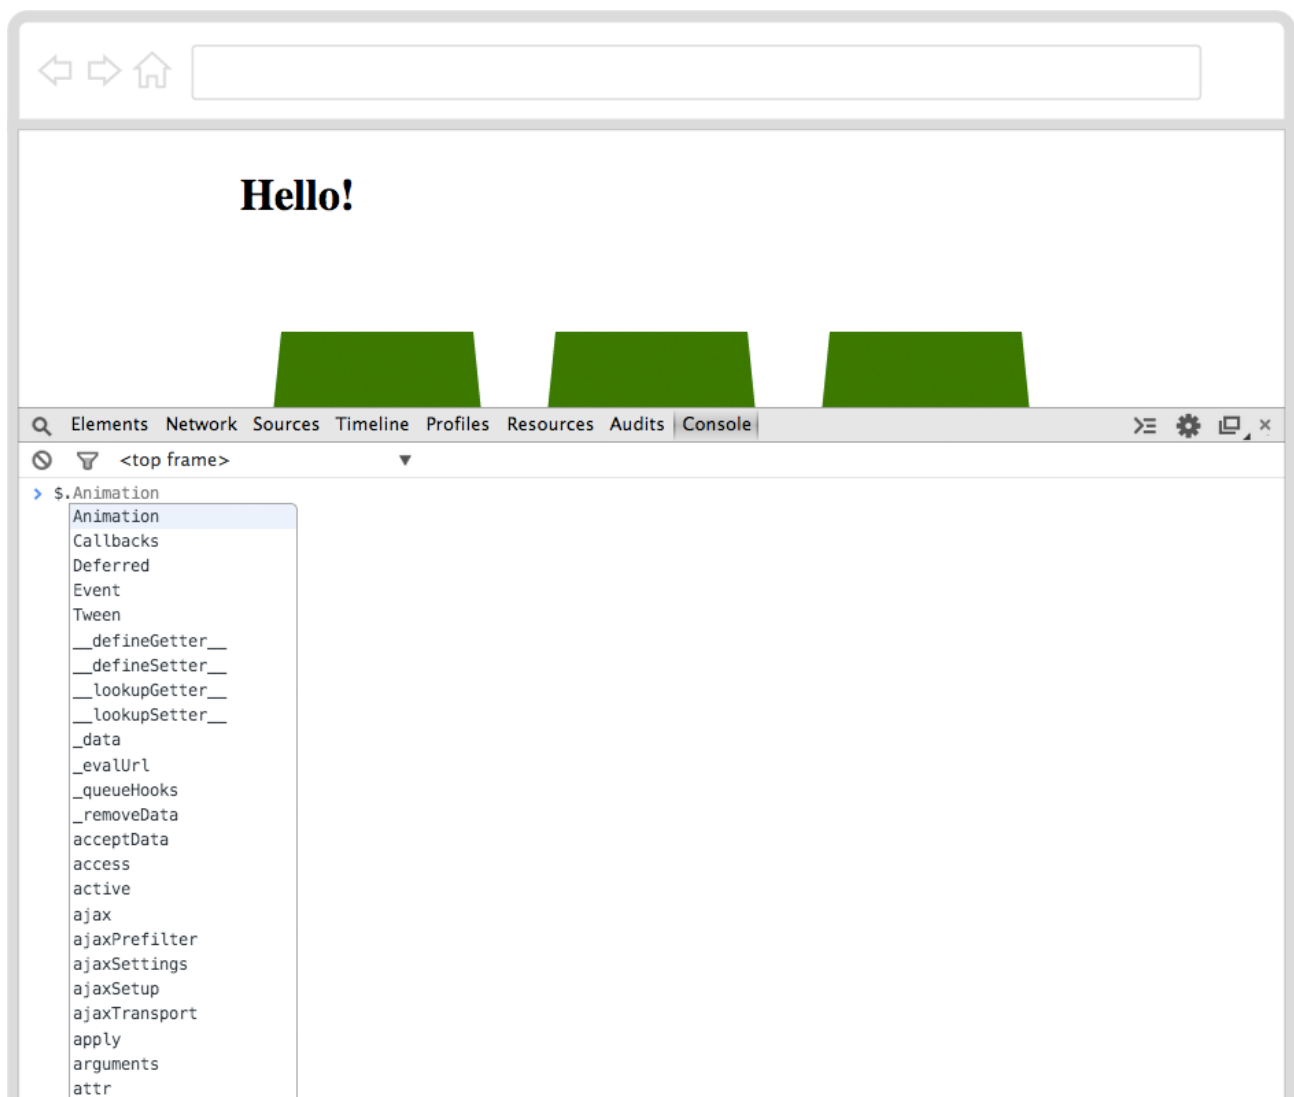 Hello!
Elements Network Sources Timeline Profiles Resources Audits Console
<top frame>
$.Animation
Animation
Callbacks
Deferred
Event
Tween
__defineGetter__
__defineSetter__
__lookupGetter__
__lookupSetter__
_data
_evalUrl
_queueHooks
_removeData
acceptData
access
active
ajax
ajaxPrefilter
ajaxSettings
ajaxSetup
ajaxTransport
apply
arguments
attr